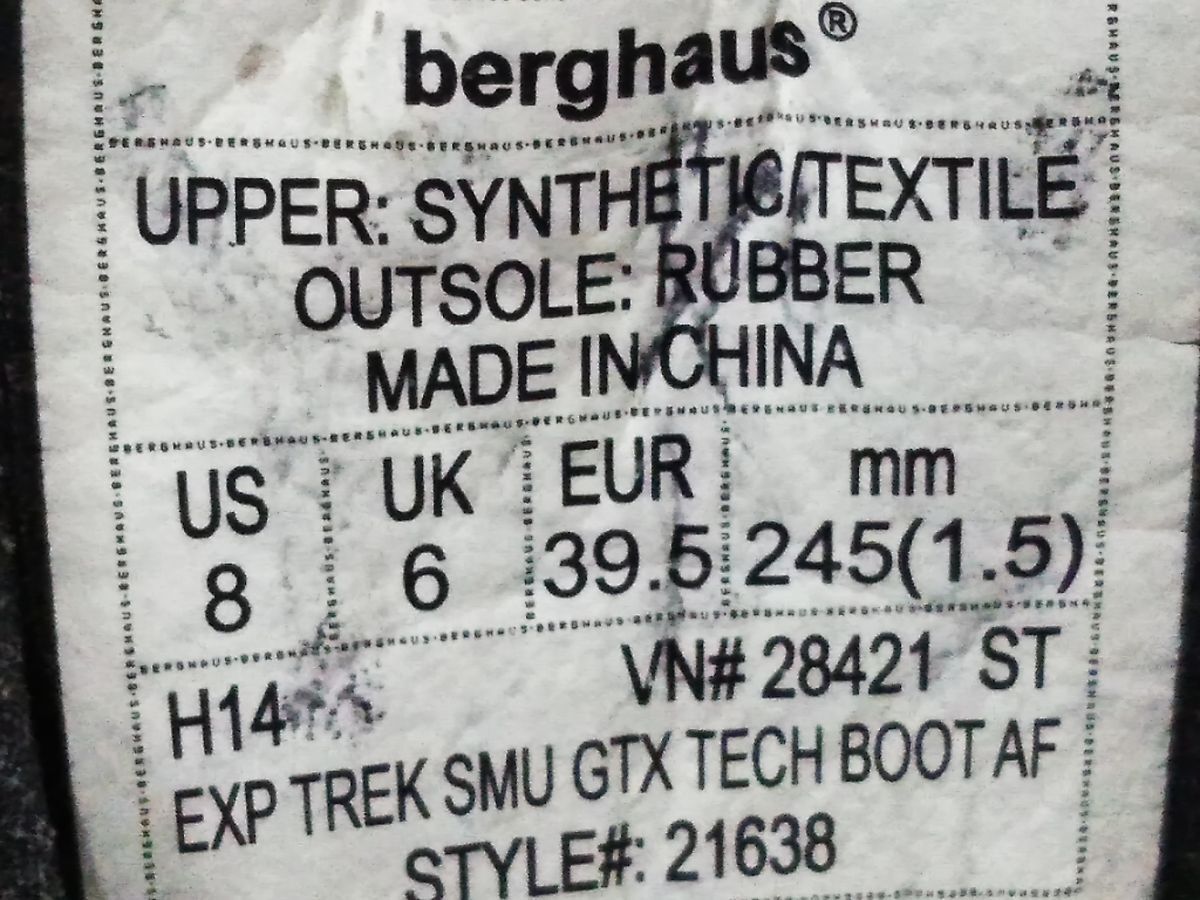 berghaus®
UPPER: SYNTHETIC/TEXTILE
OUTSOLE: RUBBER
MADE IN CHINA
US UK EUR mm
8 6 39.5 245(1.5)
H14 VN# 28421 ST
EXP TREK SMU GTX TECH BOOT AF
STYLE#: 21638